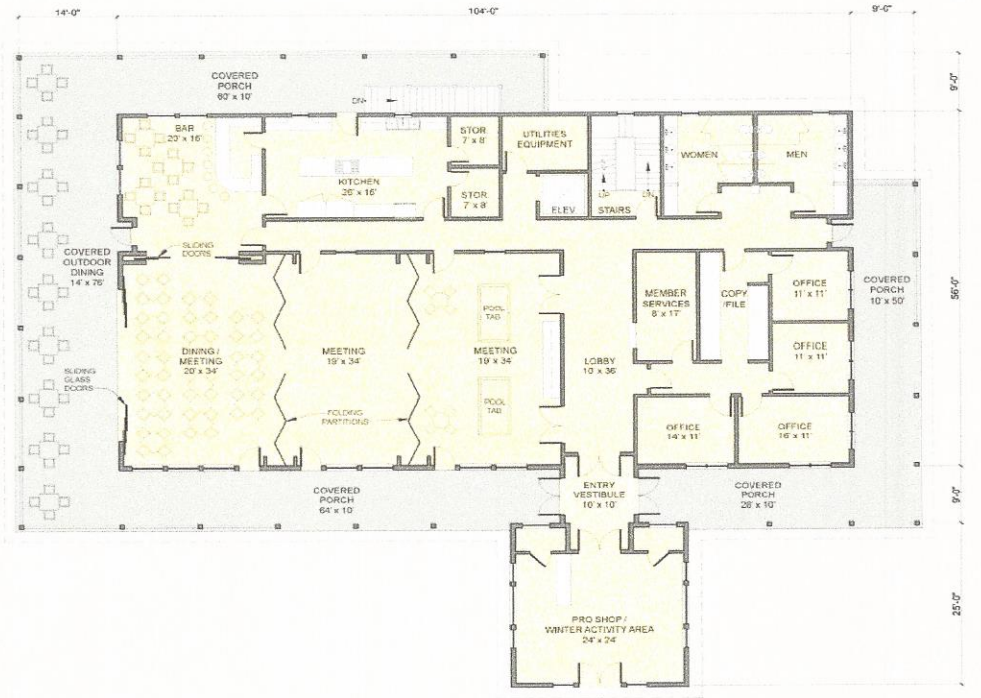 14'-0"
104'-0"
9'-6"
9'-0"
56'-0"
9'-0"
25'-0"
COVERED
PORCH
60' x 10'
DN
BAR
20' x 16'
KITCHEN
26' x 16'
STOR
7' x 8'
STOR
7' x 8'
UTILITIES
EQUIPMENT
ELEV
UP
DN
STAIRS
WOMEN
MEN
SLIDING
DOORS
COVERED
OUTDOOR
DINING
14' x 76'
SLIDING
GLASS
DOORS
DINING /
MEETING
20' x 34'
MEETING
19' x 34'
FOLDING
PARTITIONS
MEETING
19' x 34'
POOL
TAB
POOL
TAB
LOBBY
10' x 36'
MEMBER
SERVICES
8' x 17'
COPY
/FILE
OFFICE
11' x 11'
OFFICE
11' x 11'
OFFICE
14' x 11'
OFFICE
16' x 11'
COVERED
PORCH
10' x 50'
COVERED
PORCH
64' x 10'
ENTRY
VESTIBULE
10' x 10'
COVERED
PORCH
28' x 10'
PRO SHOP /
WINTER ACTIVITY AREA
24' x 24'